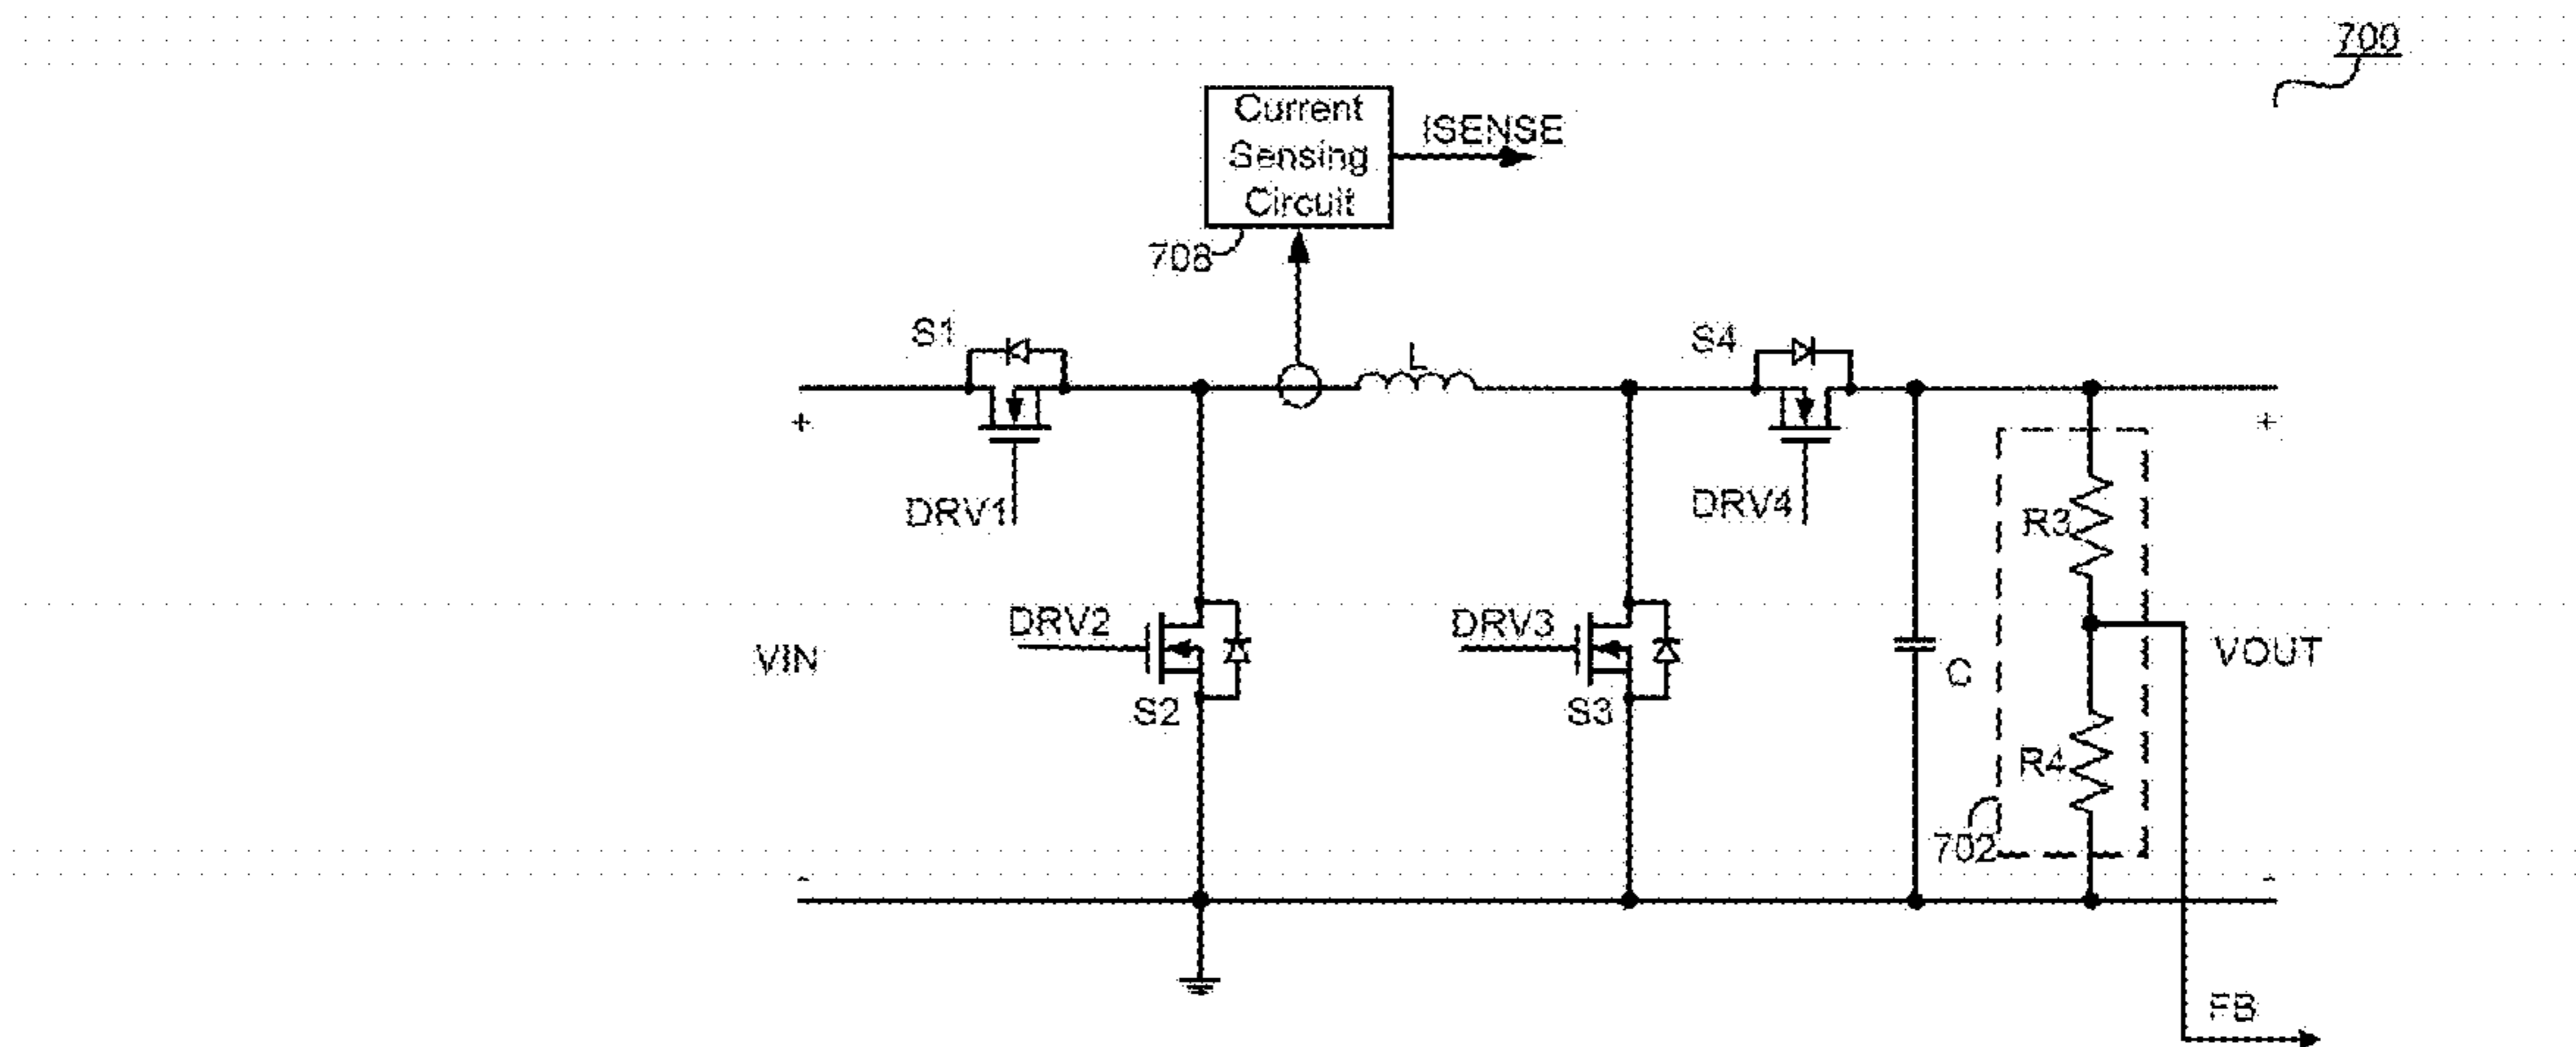 700
Current
Sensing
Circuit
ISENSE
708
S1
L
S4
+
+
DRV1
DRV4
R3
DRV2
DRV3
VIN
VOUT
C
S2
S3
R4
702
-
-
FB